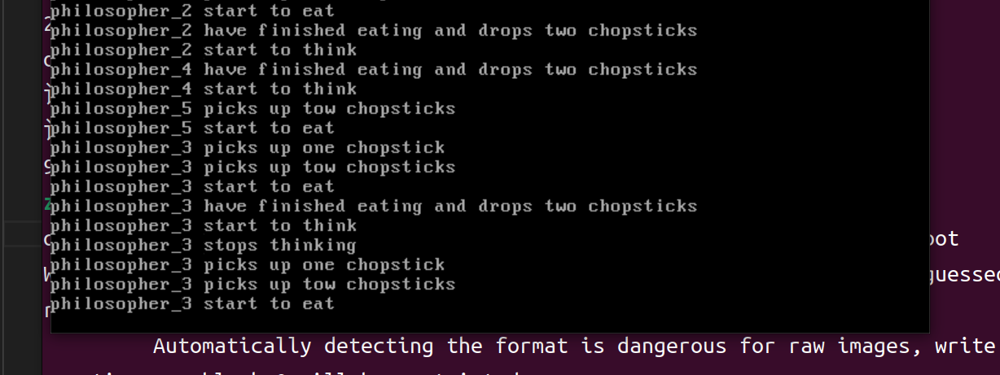 philosopher_2 start to eat
philosopher_2 have finished eating and drops two chopsticks
philosopher_2 start to think
philosopher_4 have finished eating and drops two chopsticks
philosopher_4 start to think
philosopher_5 picks up tow chopsticks
philosopher_5 start to eat
philosopher_3 picks up one chopstick
philosopher_3 picks up tow chopsticks
philosopher_3 start to eat
philosopher_3 have finished eating and drops two chopsticks
philosopher_3 start to think
philosopher_3 stops thinking
philosopher_3 picks up one chopstick
philosopher_3 picks up tow chopsticks
philosopher_3 start to eat
Automatically detecting the format is dangerous for raw images, write